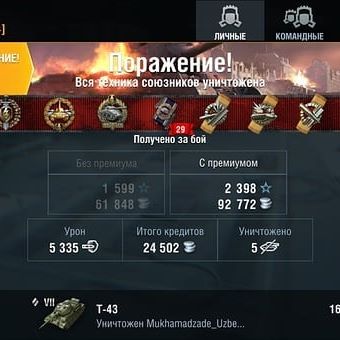 ЛИЧНЫЕ
КОМАНДНЫЕ
Поражение!
Вся техника союзников уничтожена
29
Получено за бой
Без премиума
С премиумом
1 599
2 398
61 848
92 772
Урон
Итого кредитов
Уничтожено
5 335
24 502
5
VII
Т-43
Уничтожен Mukhamadzade_Uzbe...